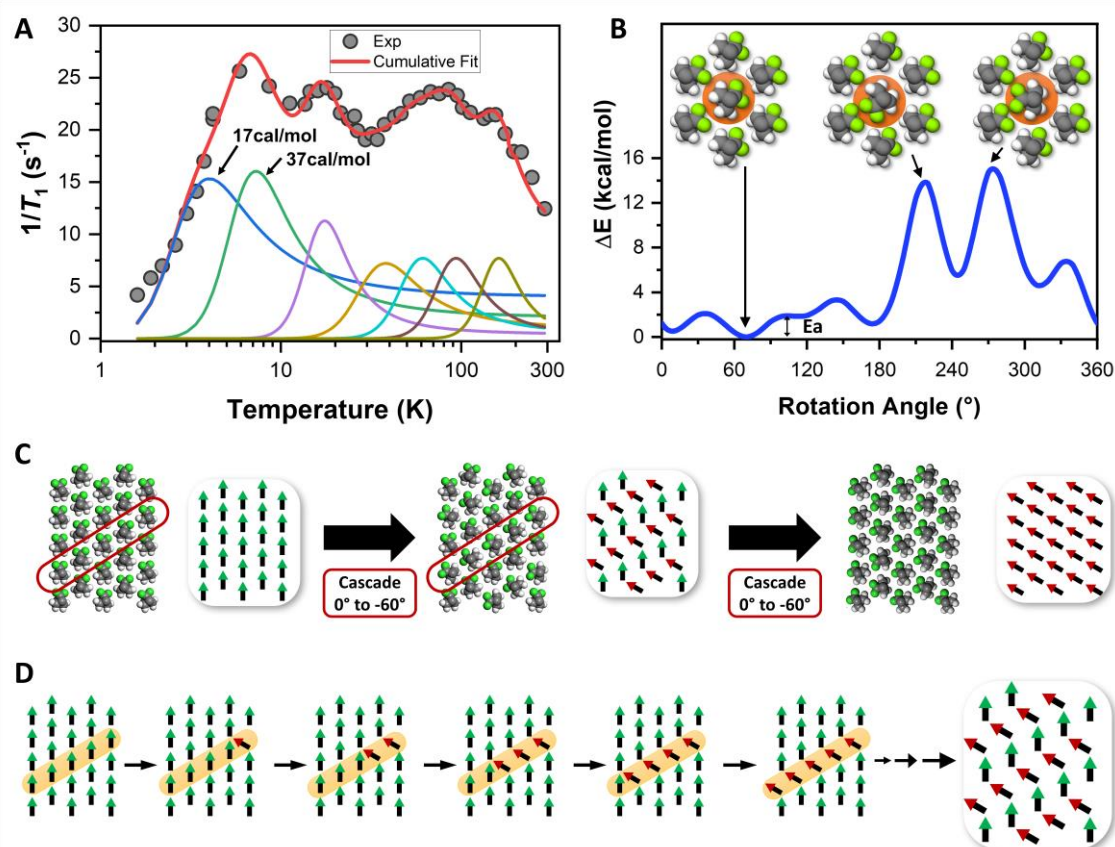 A
30
25
20
15
10
5
0
1/T1 (s-1)
Exp
Cumulative Fit
17cal/mol
37cal/mol
1
10
100
300
Temperature (K)
B
16
12
8
4
0
ΔE (kcal/mol)
Ea
0
60
120
180
240
300
360
Rotation Angle (°)
C
Cascade
0° to -60°
Cascade
0° to -60°
D